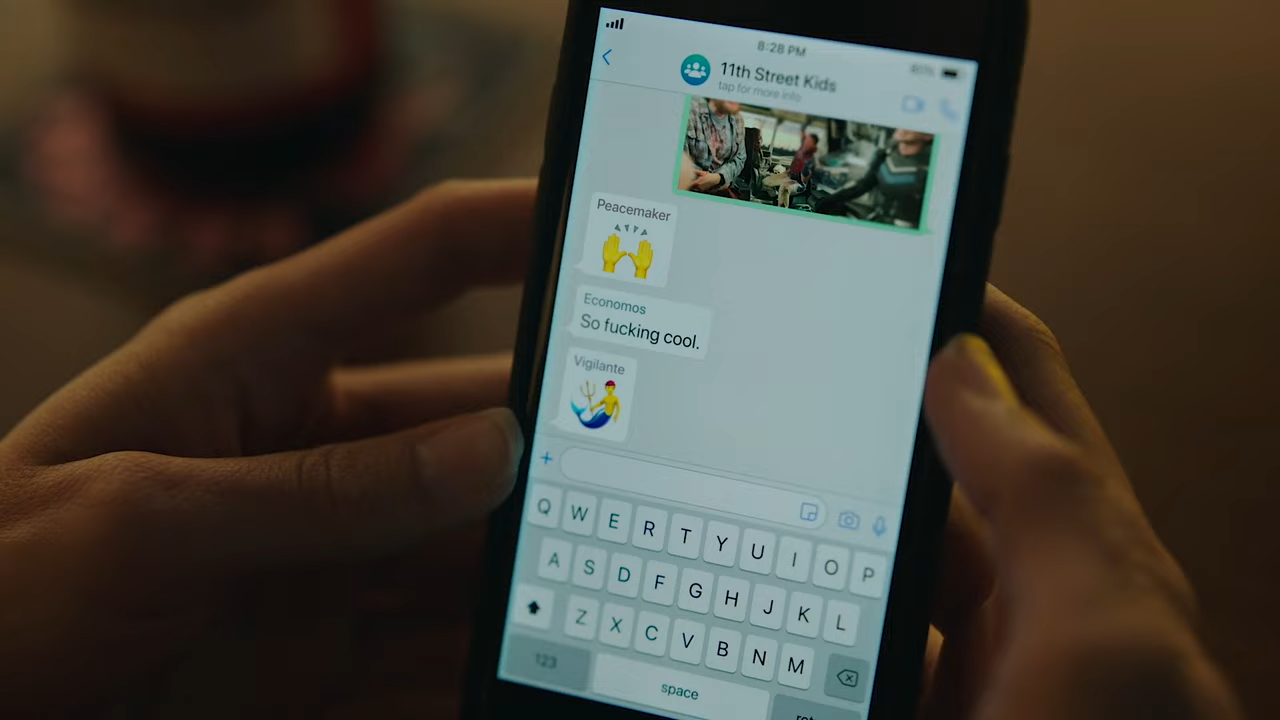 8:28 PM
11th Street Kids
tap for more info
Peacemaker
Economos
So fucking cool.
Vigilante
Q W E R T Y U I O P
A S D F G H J K L
Z X C V B N M
123
space